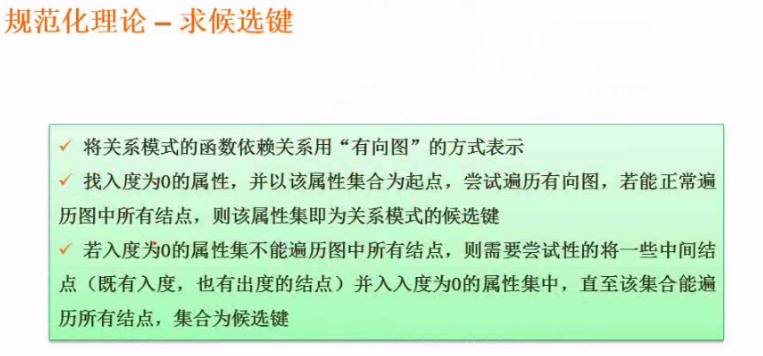 规范化理论 – 求候选键
✓ 将关系模式的函数依赖关系用“有向图”的方式表示
✓ 找入度为0的属性，并以该属性集合为起点，尝试遍历有向图，若能正常遍
历图中所有结点，则该属性集即为关系模式的候选键
✓ 若入度为0的属性集不能遍历图中所有结点，则需要尝试性的将一些中间结
点（既有入度，也有出度的结点）并入入度为0的属性集中，直至该集合能遍
历所有结点，集合为候选键